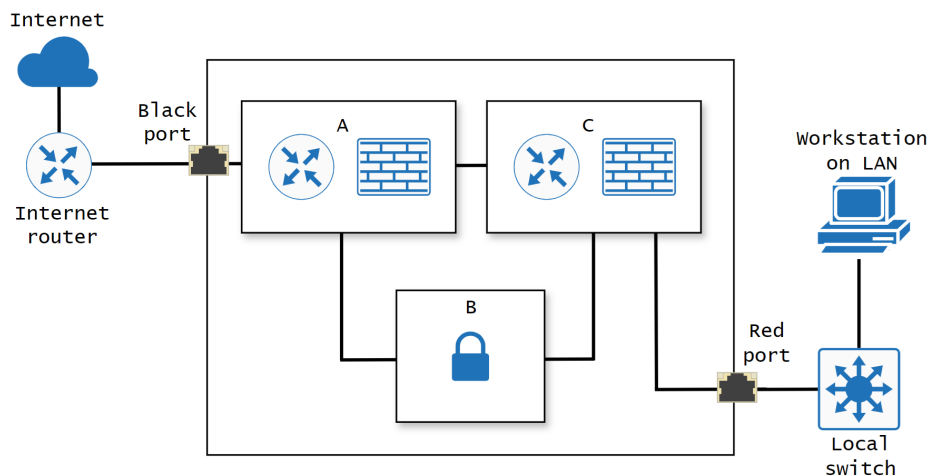 Internet
Black
port
A
C
Workstation
on LAN
Internet
router
B
Red
port
Local
switch